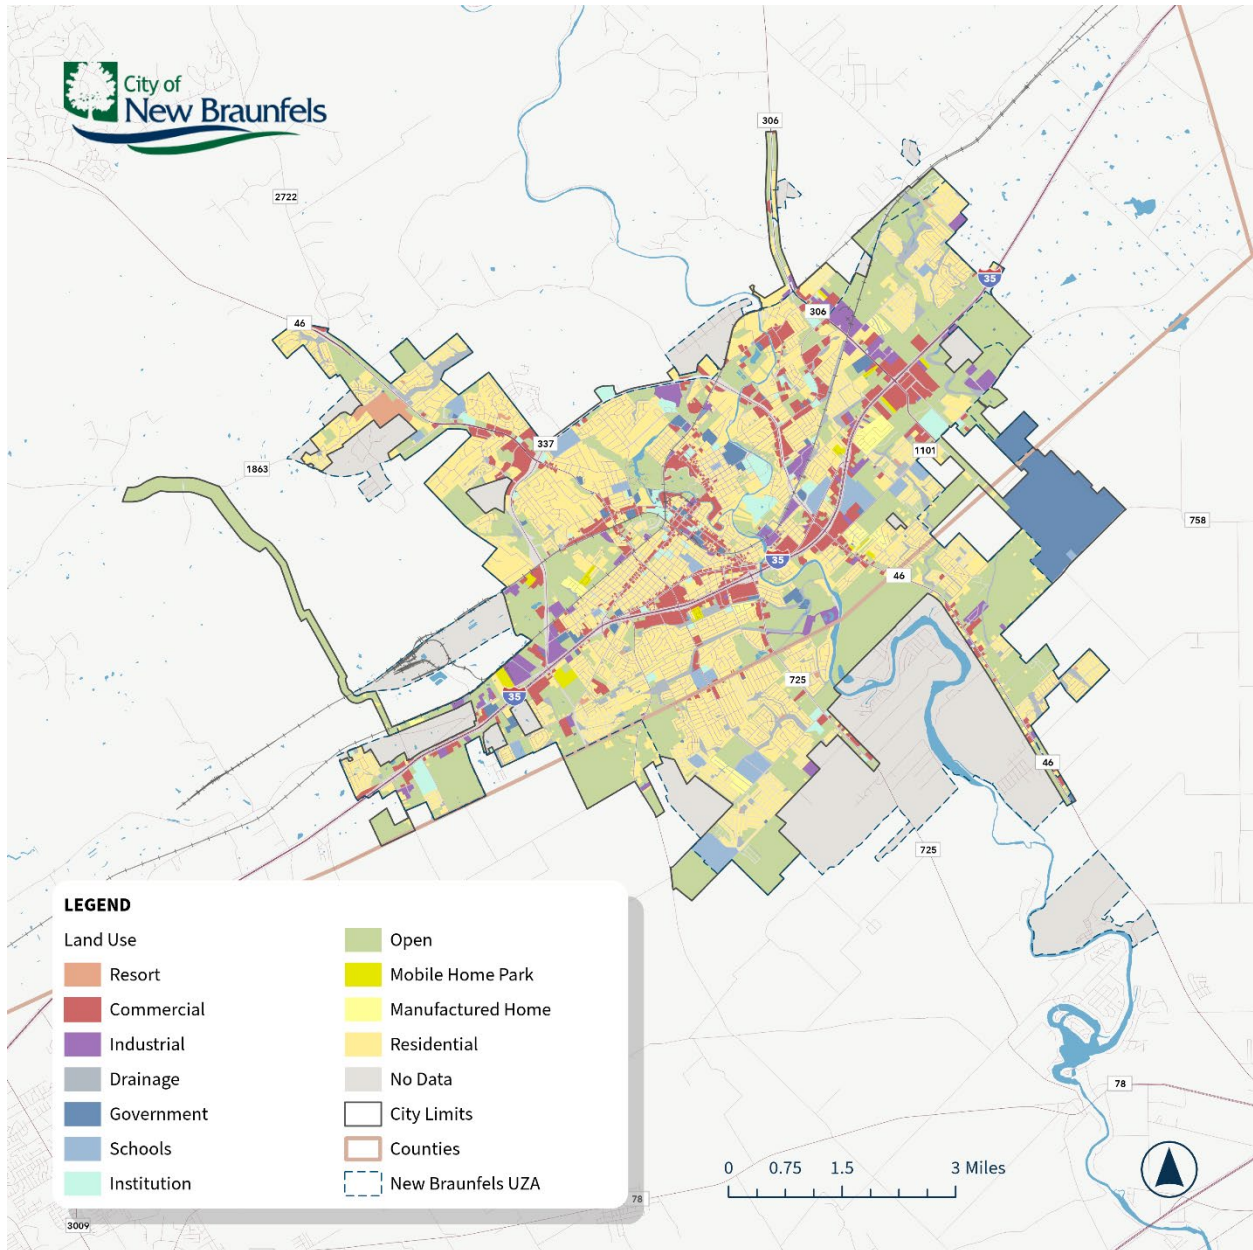 City of
New Braunfels
306
2722
35
46
306
337
1101
1863
758
35
46
725
35
46
725
LEGEND
Land Use
Resort
Commercial
Industrial
Drainage
Government
Schools
Institution
Open
Mobile Home Park
Manufactured Home
Residential
No Data
City Limits
Counties
New Braunfels UZA
78
0 0.75 1.5 3 Miles
78
3009